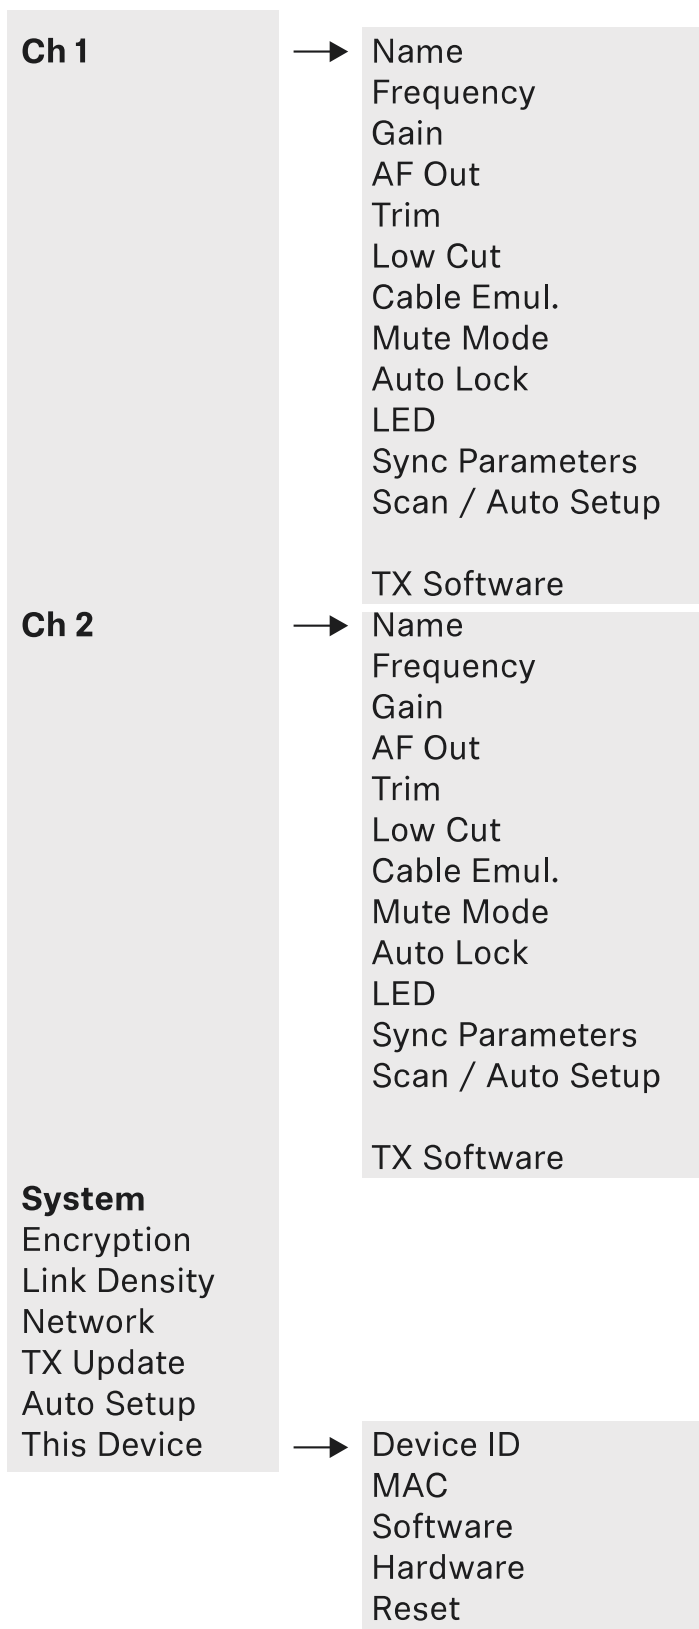 Ch 1
Name
Frequency
Gain
AF Out
Trim
Low Cut
Cable Emul.
Mute Mode
Auto Lock
LED
Sync Parameters
Scan / Auto Setup
TX Software
Ch 2
Name
Frequency
Gain
AF Out
Trim
Low Cut
Cable Emul.
Mute Mode
Auto Lock
LED
Sync Parameters
Scan / Auto Setup
TX Software
System
Encryption
Link Density
Network
TX Update
Auto Setup
This Device
Device ID
MAC
Software
Hardware
Reset